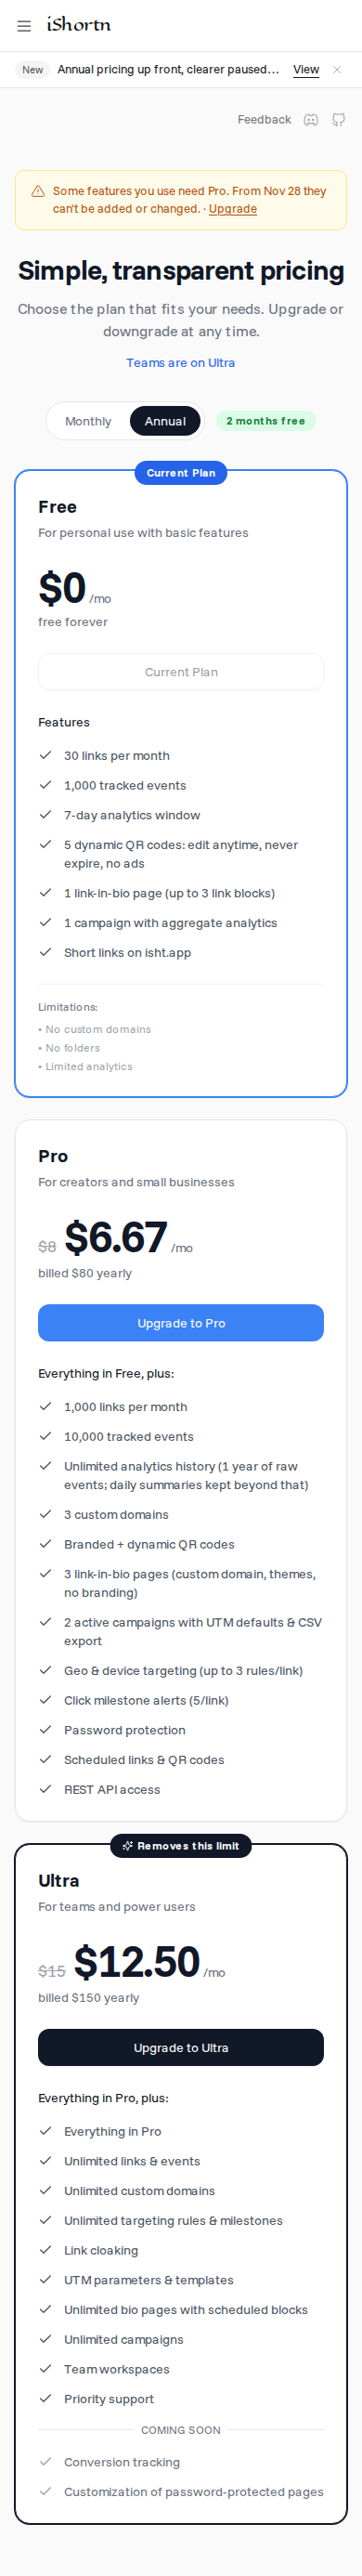 iShortn
New
Annual pricing up front, clearer paused...
View
Feedback
Some features you use need Pro. From Nov 28 they
can't be added or changed. · Upgrade
Simple, transparent pricing
Choose the plan that fits your needs. Upgrade or
downgrade at any time.
Teams are on Ultra
Monthly
Annual
2 months free
Current Plan
Free
For personal use with basic features
$0 /mo
free forever
Current Plan
Features
30 links per month
1,000 tracked events
7-day analytics window
5 dynamic QR codes: edit anytime, never
expire, no ads
1 link-in-bio page (up to 3 link blocks)
1 campaign with aggregate analytics
Short links on isht.app
Limitations:
• No custom domains
• No folders
• Limited analytics
Pro
For creators and small businesses
$8 $6.67 /mo
billed $80 yearly
Upgrade to Pro
Everything in Free, plus:
1,000 links per month
10,000 tracked events
Unlimited analytics history (1 year of raw
events; daily summaries kept beyond that)
3 custom domains
Branded + dynamic QR codes
3 link-in-bio pages (custom domain, themes,
no branding)
2 active campaigns with UTM defaults & CSV
export
Geo & device targeting (up to 3 rules/link)
Click milestone alerts (5/link)
Password protection
Scheduled links & QR codes
REST API access
Removes this limit
Ultra
For teams and power users
$15 $12.50 /mo
billed $150 yearly
Upgrade to Ultra
Everything in Pro, plus:
Everything in Pro
Unlimited links & events
Unlimited custom domains
Unlimited targeting rules & milestones
Link cloaking
UTM parameters & templates
Unlimited bio pages with scheduled blocks
Unlimited campaigns
Team workspaces
Priority support
COMING SOON
Conversion tracking
Customization of password-protected pages